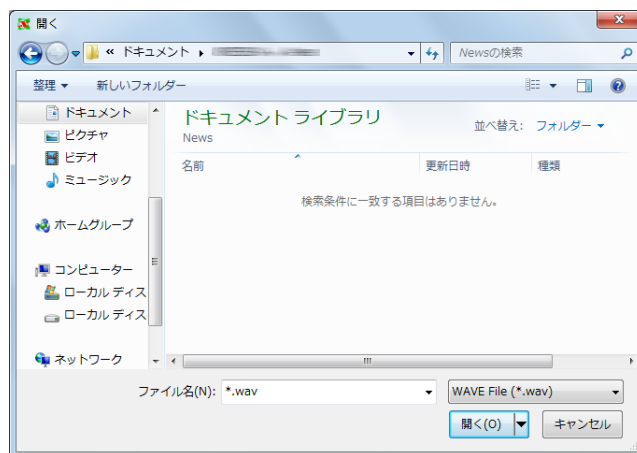 開く
« ドキュメント
Newsの検索
整理 新しいフォルダー
ドキュメント
ピクチャ
ビデオ
ミュージック
ホームグループ
コンピューター
ローカル ディス
ローカル ディス
ネットワーク
ドキュメント ライブラリ
News
並べ替え: フォルダー
名前 更新日時 種類
検索条件に一致する項目はありません。
ファイル名(N): *.wav
WAVE File (*.wav)
開く(O) キャンセル